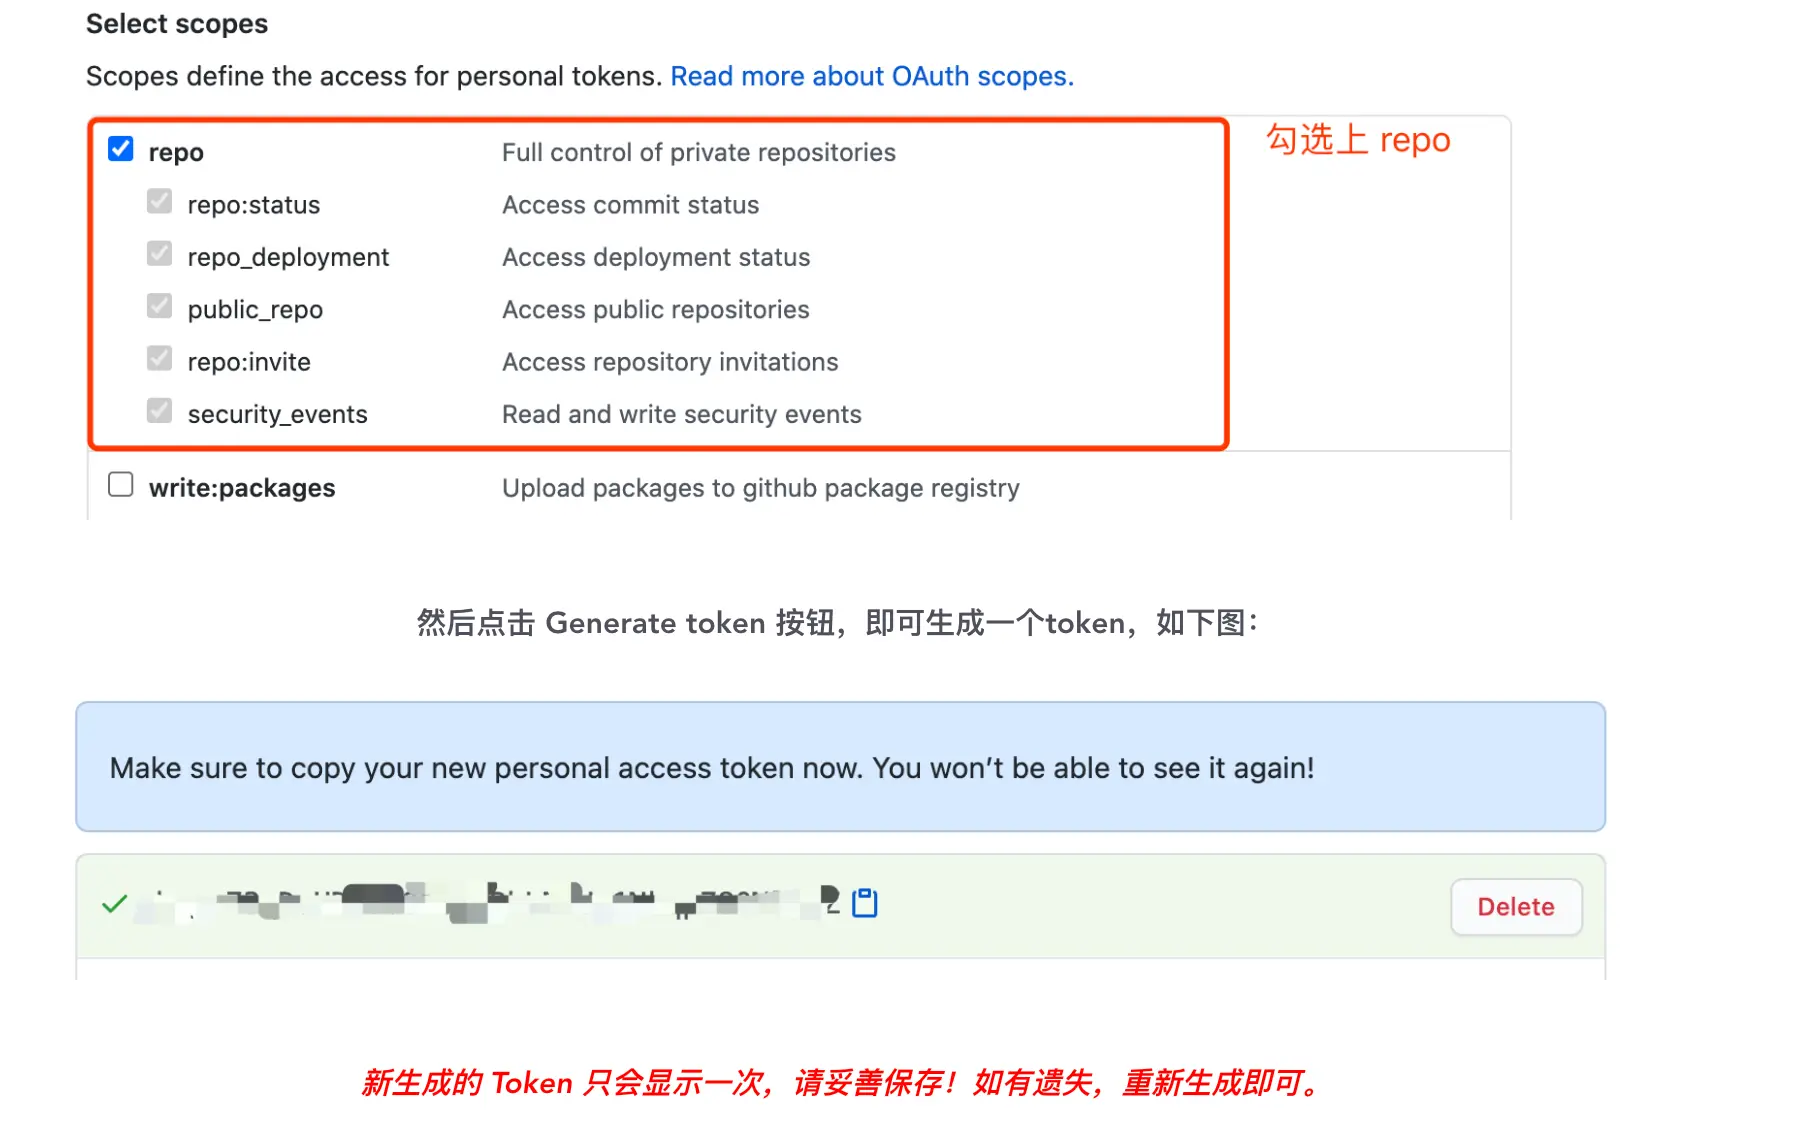 Select scopes
Scopes define the access for personal tokens. Read more about OAuth scopes.
repo Full control of private repositories 勾选上 repo
repo:status Access commit status
repo_deployment Access deployment status
public_repo Access public repositories
repo:invite Access repository invitations
security_events Read and write security events
write:packages Upload packages to github package registry
然后点击 Generate token 按钮，即可生成一个token，如下图：
Make sure to copy your new personal access token now. You won’t be able to see it again!
Delete
新生成的 Token 只会显示一次，请妥善保存！如有遗失，重新生成即可。